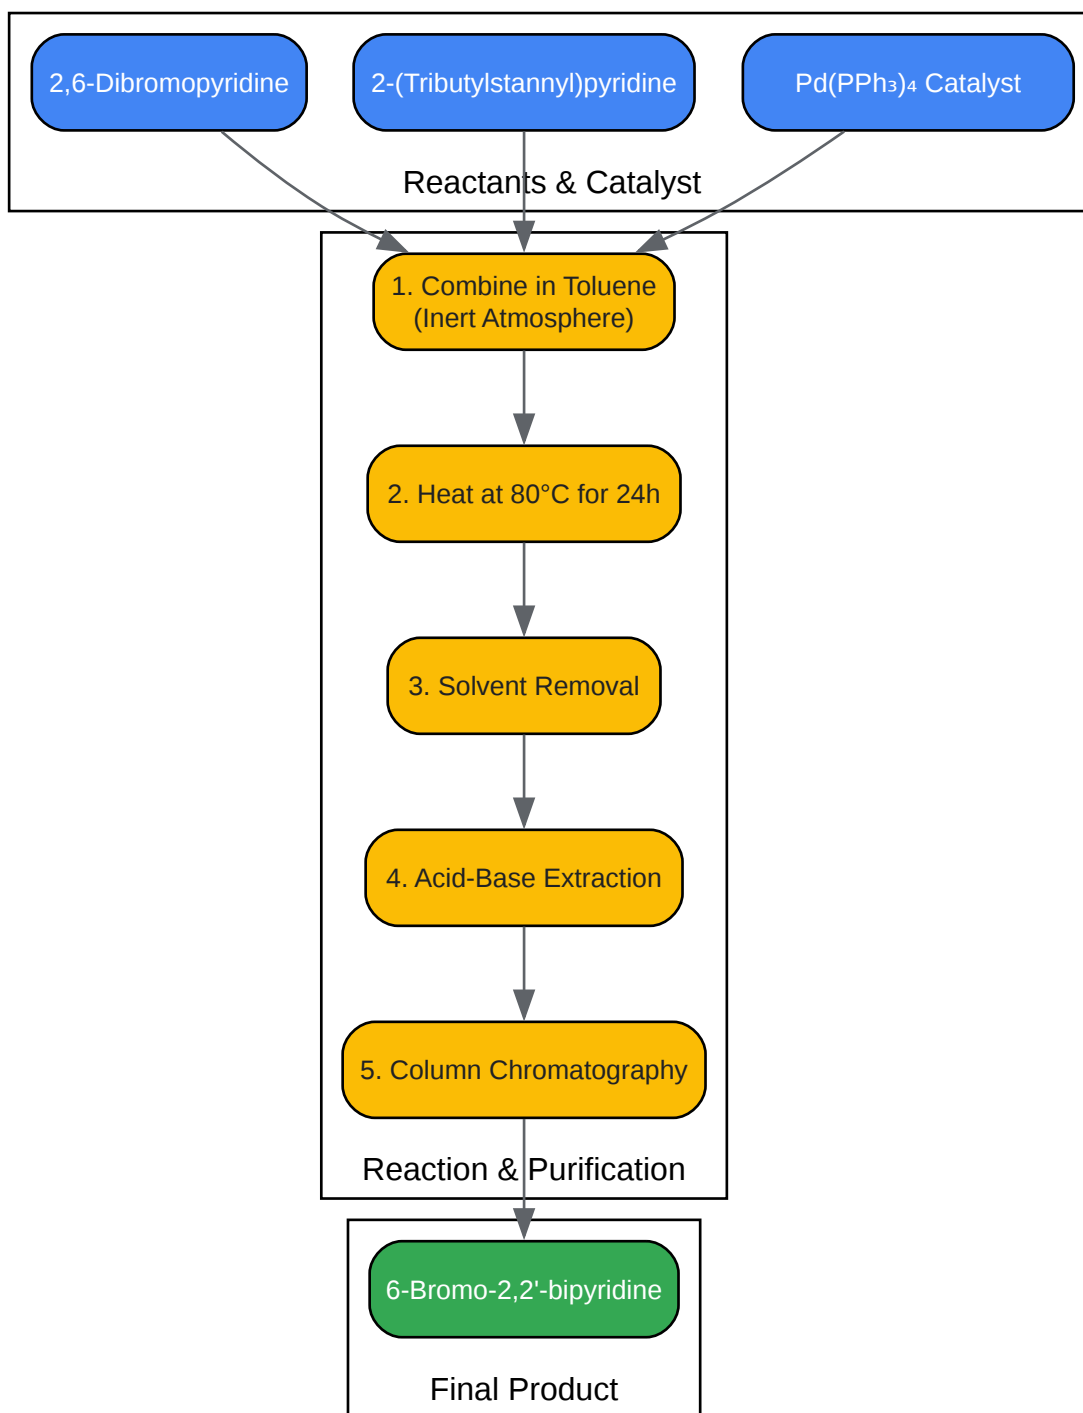 2,6-Dibromopyridine
2-(Tributylstannyl)pyridine
Pd(PPh₃)₄ Catalyst
Reactants & Catalyst
1. Combine in Toluene
(Inert Atmosphere)
2. Heat at 80°C for 24h
3. Solvent Removal
4. Acid-Base Extraction
5. Column Chromatography
Reaction & Purification
6-Bromo-2,2'-bipyridine
Final Product